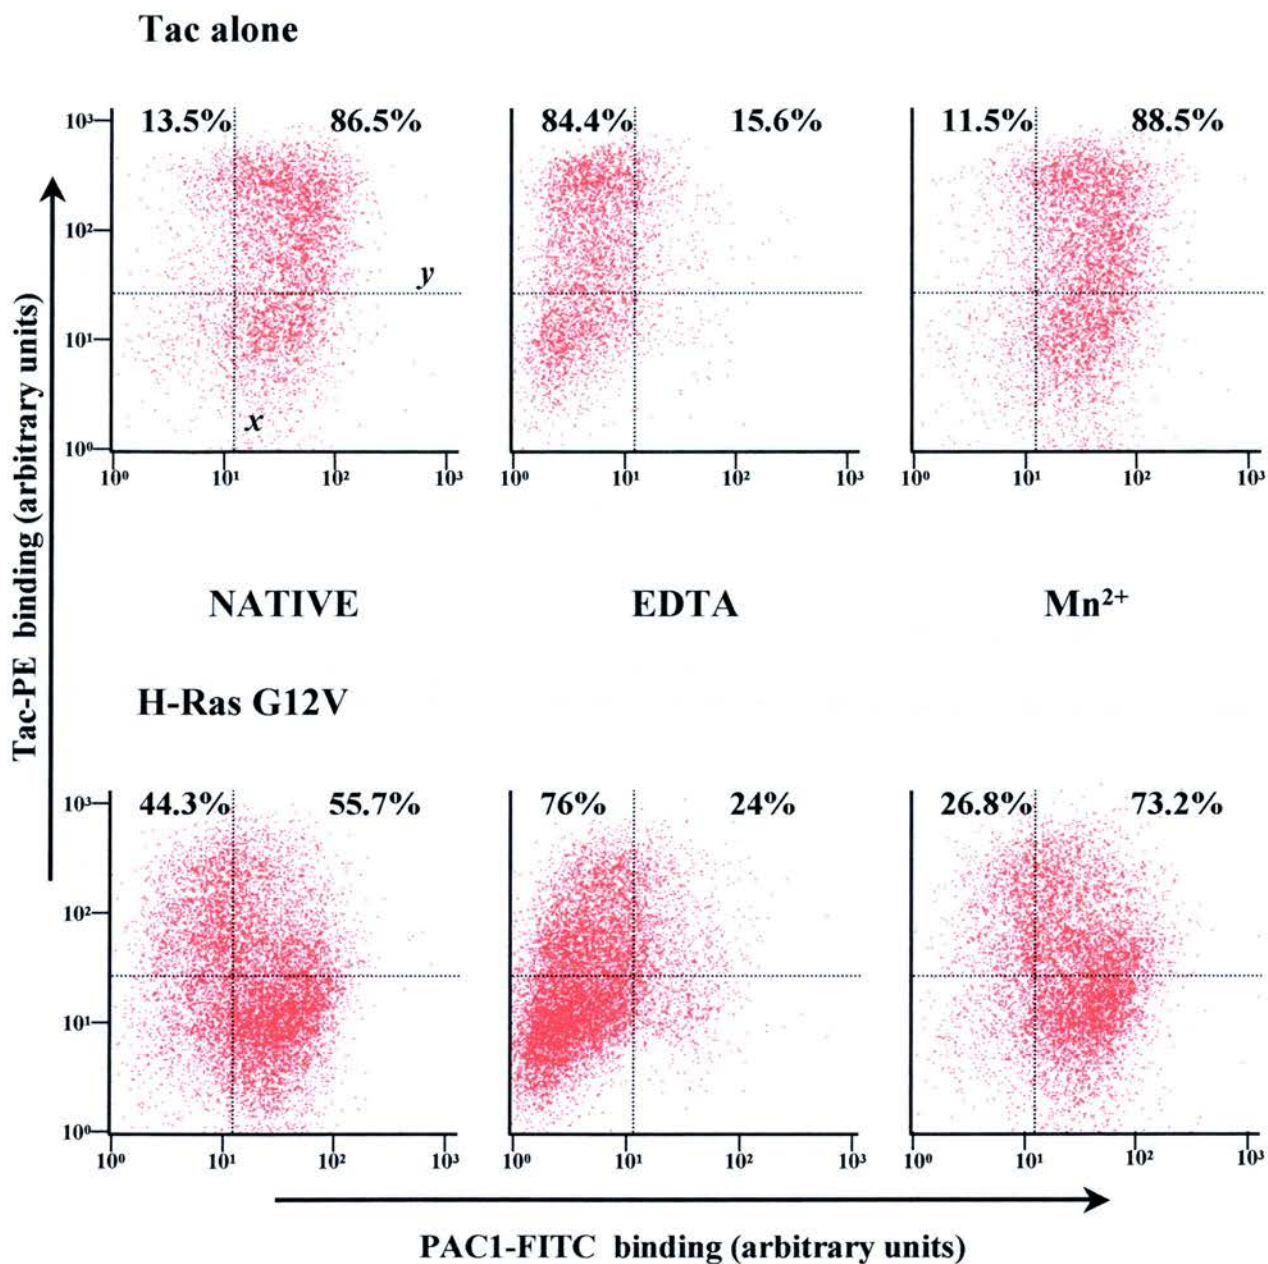 Tac alone
13.5% 86.5% 84.4% 15.6% 11.5% 88.5%
10³
10²
10¹
10⁰
y
x
10⁰ 10¹ 10² 10³ 10⁰ 10¹ 10² 10³ 10⁰ 10¹ 10² 10³
Tac-PE binding (arbitrary units)
NATIVE EDTA Mn²⁺
H-Ras G12V
44.3% 55.7% 76% 24% 26.8% 73.2%
10³
10²
10¹
10⁰
10⁰ 10¹ 10² 10³ 10⁰ 10¹ 10² 10³ 10⁰ 10¹ 10² 10³
PAC1-FITC binding (arbitrary units)